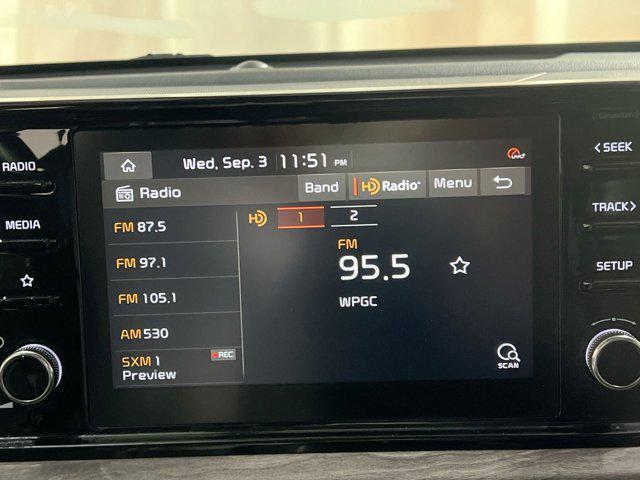 Wed, Sep. 3 11:51 PM
UVO
RADIO
< SEEK
Radio Band HD Radio Menu
FM 87.5
HD 1 2
MEDIA
TRACK >
FM
95.5
FM 97.1
SETUP
FM 105.1
WPGC
AM 530
SXM 1 REC
Preview
SCAN